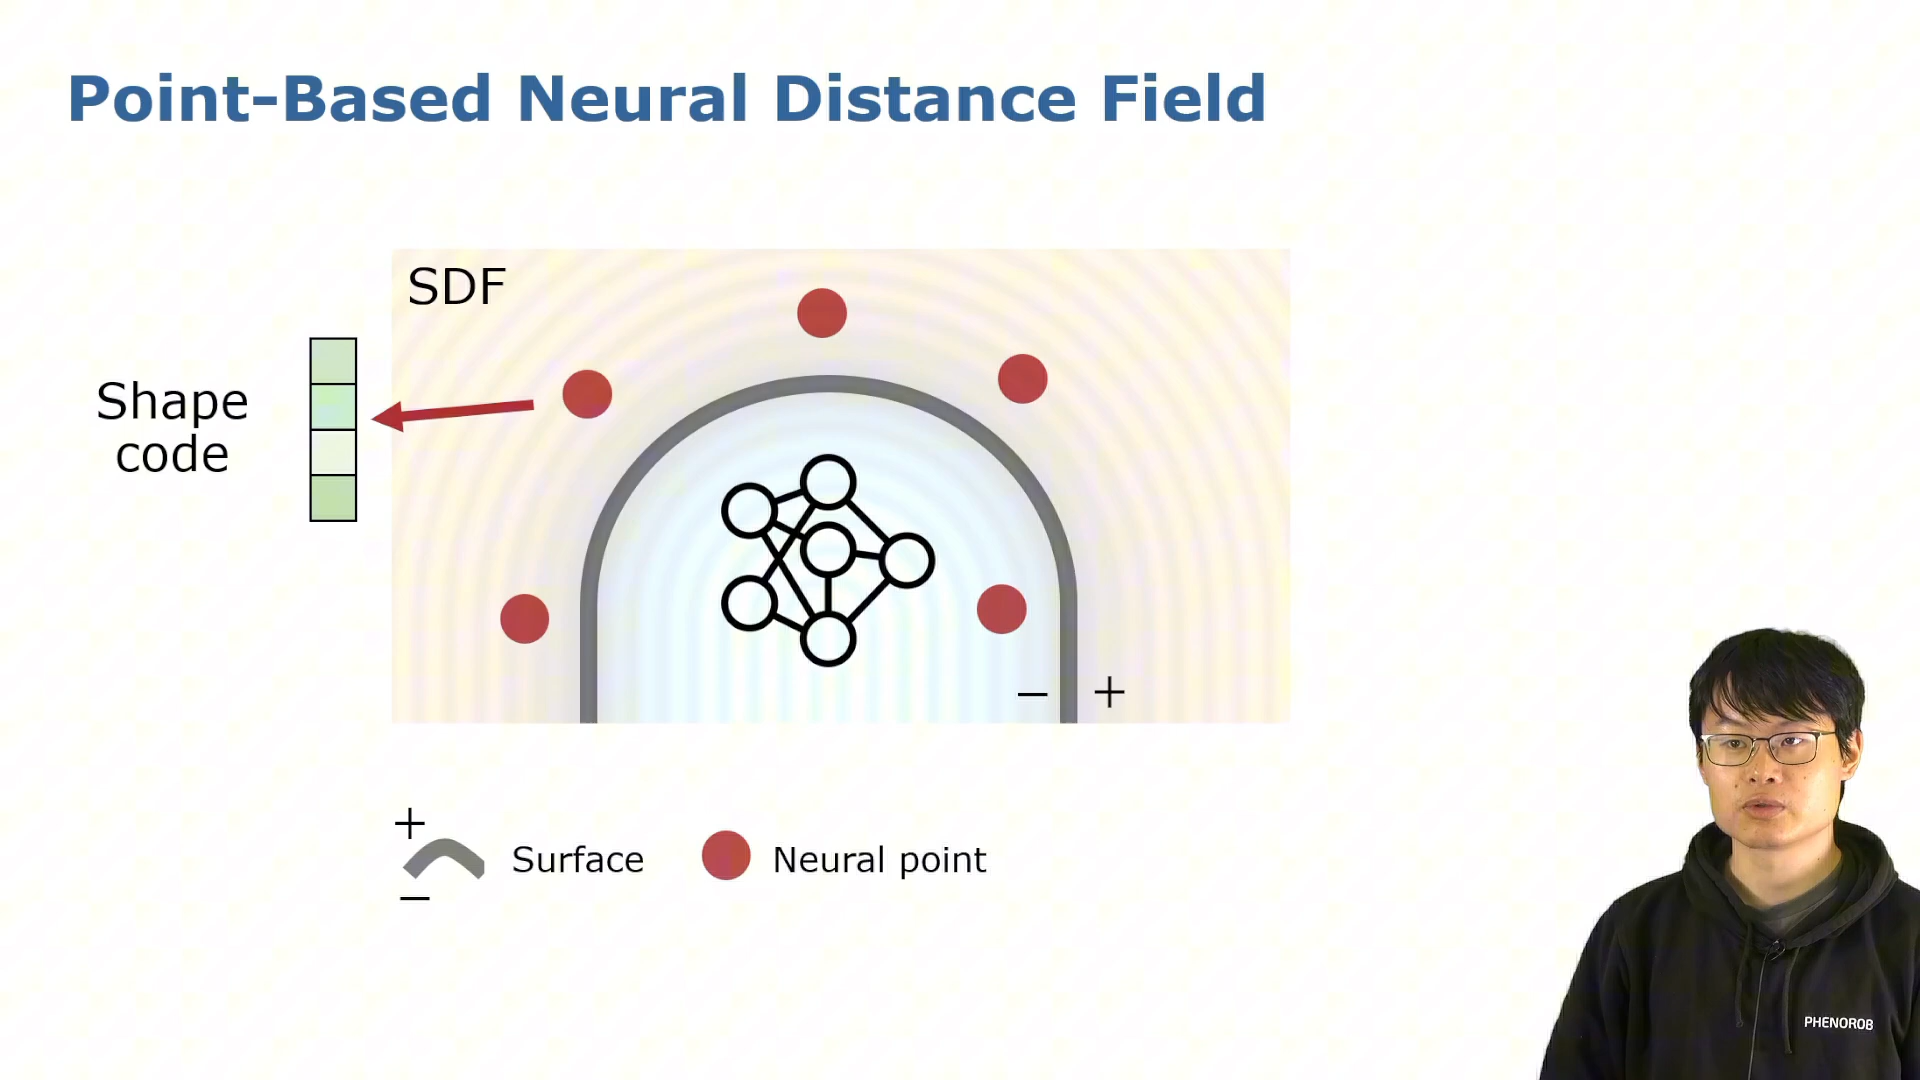 Point-Based Neural Distance Field
SDF
Shape
code
− +
+
Surface
Neural point
−
PHENOROB